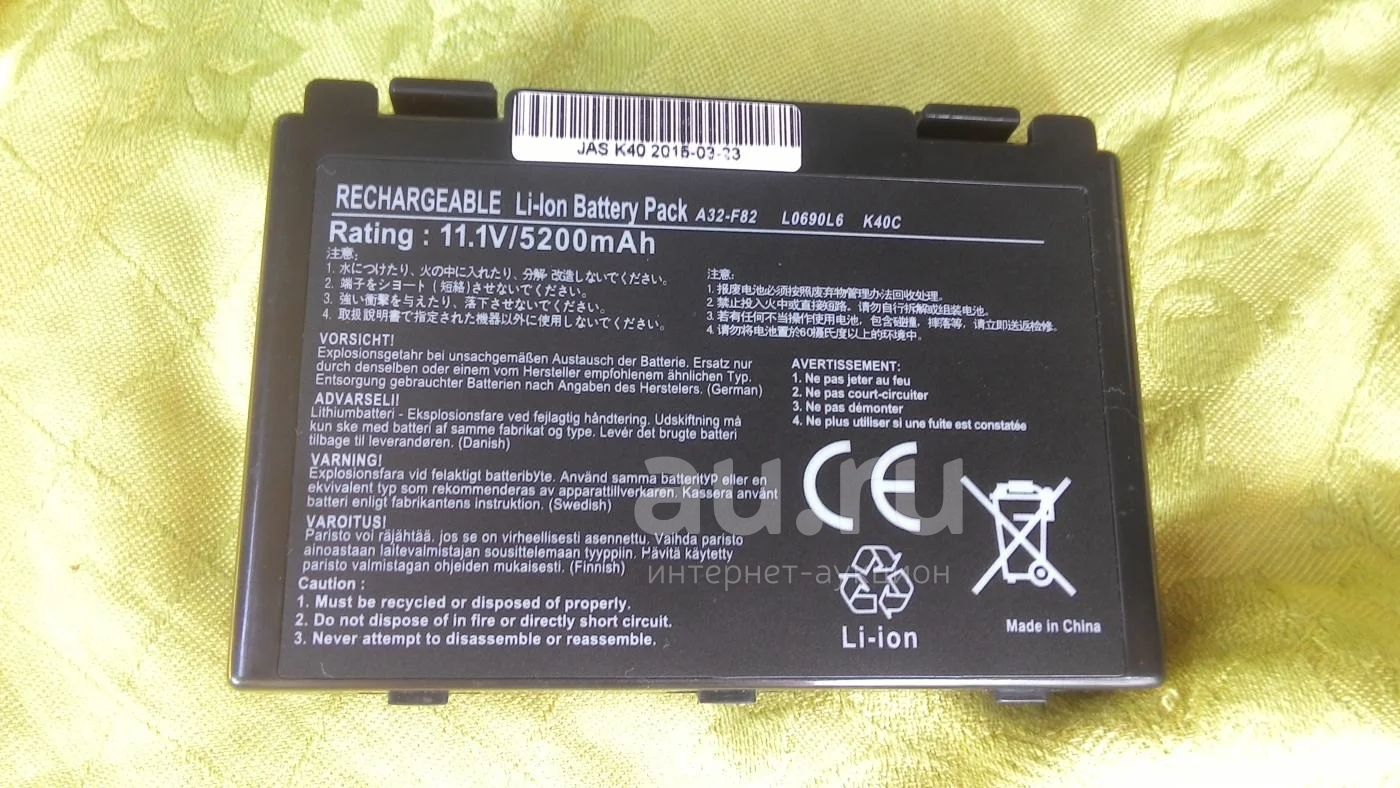 JAS K40 2015-03-23
RECHARGEABLE Li-Ion Battery Pack A32-F82 L0690L6 K40C
Rating : 11.1V/5200mAh
注意:
1. 水につけたり、火の中に入れたり、分解 改造しないでください。
2. 端子をショート ( 短絡)させないでください。
3. 強い衝撃を与えたり、落下させないでください。
4. 取扱説明書で指定された機器以外に使用しないでください。
注意:
1. 报废电池必须按照废弃物管理办法回收处理。
2. 禁止投入火中或直接短路。请勿自行拆解或组装电池。
3. 若有任何不当操作使用电池，包含碰撞，摔落等，请立即送返检修。
4. 请勿将电池置於60攝氏度以上的环境中。
VORSICHT!
Explosionsgetahr bei unsachgemäßen Austausch der Batterie. Ersatz nur
durch denselben oder einem vom Hersteller empfohlenem ähnlichen Typ.
Entsorgung gebrauchter Batterien nach Angaben des Herstelers. (German)
ADVARSELI!
Lithiumbatteri - Eksplosionsfare ved fejlagtig håndtering. Udskiftning må
kun ske med batteri af samme fabrikat og type. Levér det brugte batteri
tilbage til leverandøren. (Danish)
VARNING!
Explosionsfara vid felaktigt batteribyte. Använd samma batterityp eller en
ekvivalent typ som rekommenderas av apparattillverkaren. Kassera använt
batteri enligt fabrikantens instruktion. (Swedish)
VAROITUS!
Paristo voi räjähtää. jos se on virheellisesti asennettu. Vaihda paristo
ainoastaan laitevalmistajan sousittelemaan tyyppiin. Hävitä käytetty
paristo valmistagan ohjeiden mukaisesti. (Finnish)
Caution :
1. Must be recycled or disposed of properly.
2. Do not dispose of in fire or directly short circuit.
3. Never attempt to disassemble or reassemble.
AVERTISSEMENT:
1. Ne pas jeter au feu
2. Ne pas court-circuiter
3. Ne pas démonter
4. Ne plus utiliser si une fuite est constatée
CE
au.ru
интернет-аукцион
Li-ion
Made in China